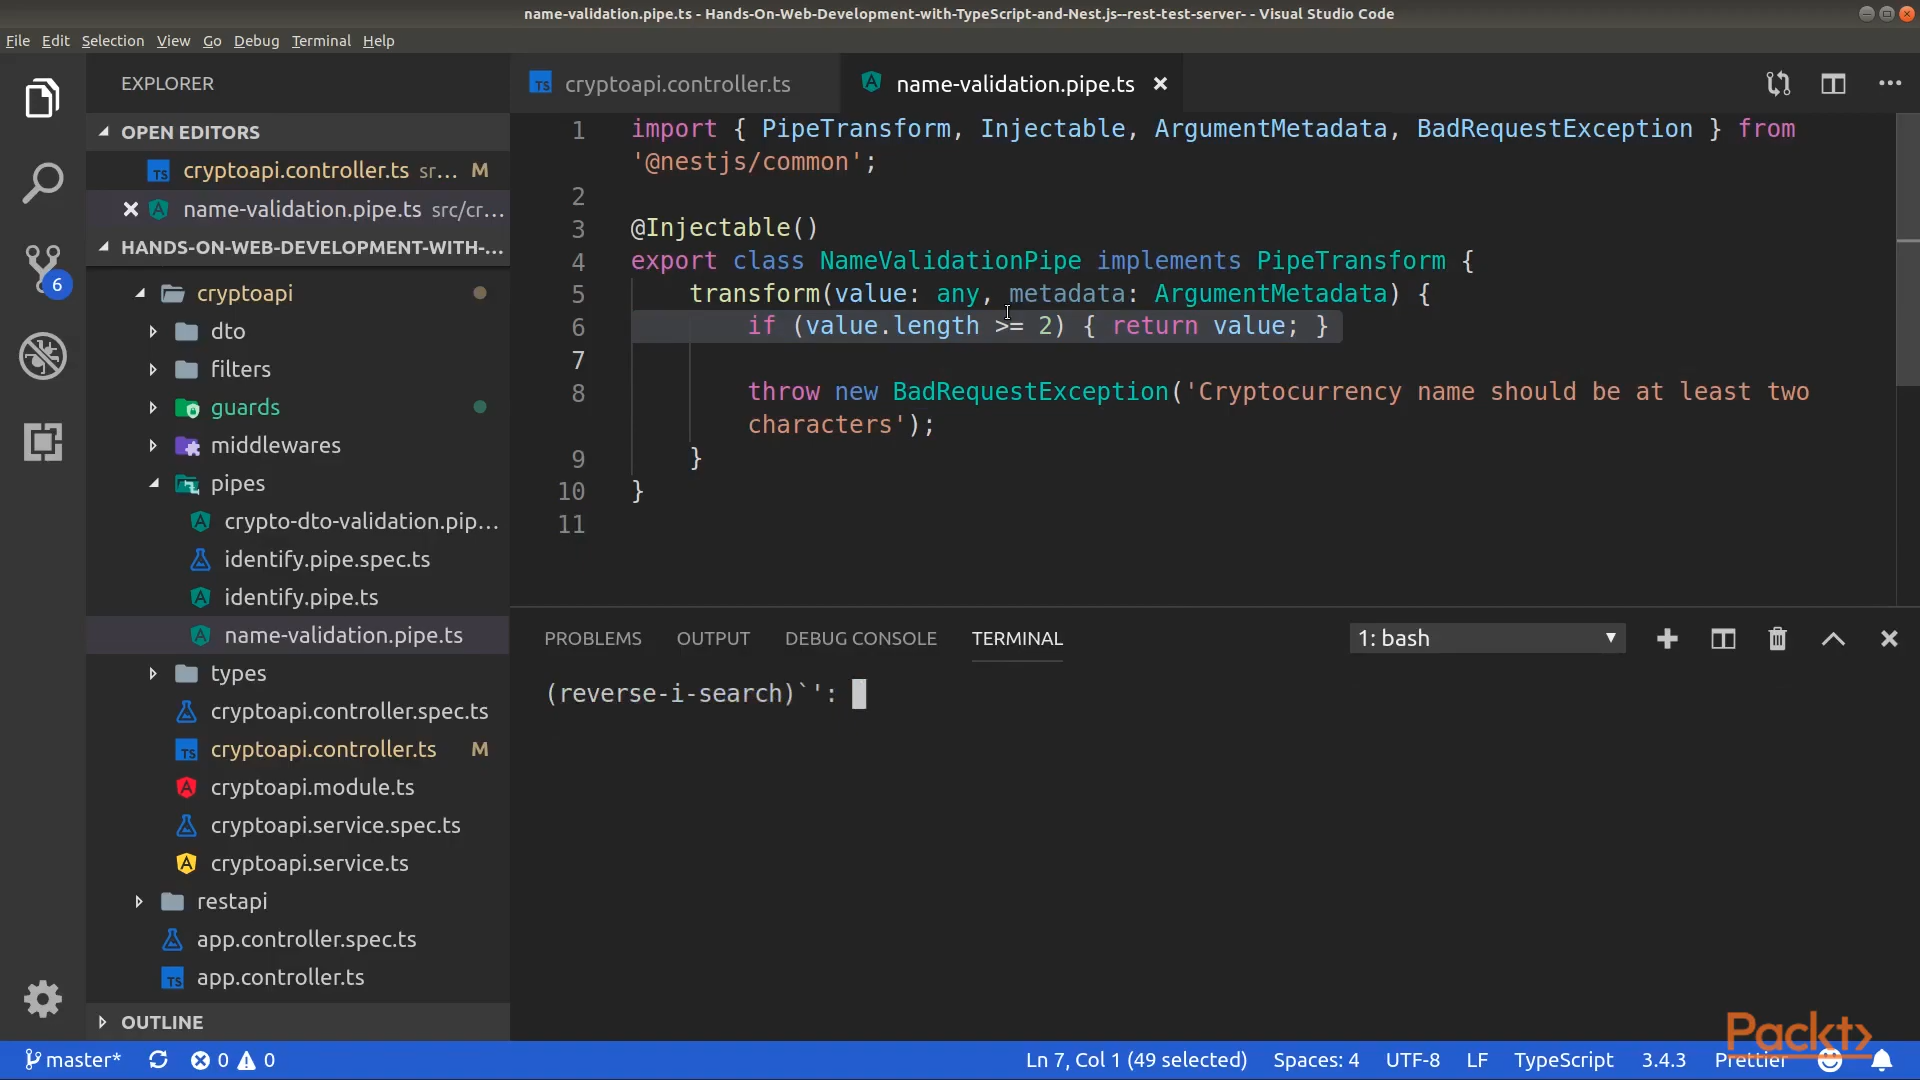 name-validation.pipe.ts - Hands-On-Web-Development-with-TypeScript-and-Nest.js--rest-test-server- - Visual Studio Code
File Edit Selection View Go Debug Terminal Help
EXPLORER
OPEN EDITORS
TS cryptoapi.controller.ts sr... M
name-validation.pipe.ts src/cr...
HANDS-ON-WEB-DEVELOPMENT-WITH-...
cryptoapi
dto
filters
guards
middlewares
pipes
crypto-dto-validation.pip...
identify.pipe.spec.ts
identify.pipe.ts
name-validation.pipe.ts
types
cryptoapi.controller.spec.ts
TS cryptoapi.controller.ts M
cryptoapi.module.ts
cryptoapi.service.spec.ts
cryptoapi.service.ts
restapi
app.controller.spec.ts
TS app.controller.ts
OUTLINE
6
TS cryptoapi.controller.ts name-validation.pipe.ts
1 import { PipeTransform, Injectable, ArgumentMetadata, BadRequestException } from
'@nestjs/common';
2
3 @Injectable()
4 export class NameValidationPipe implements PipeTransform {
5 transform(value: any, metadata: ArgumentMetadata) {
6 if (value.length >= 2) { return value; }
7
8 throw new BadRequestException('Cryptocurrency name should be at least two
characters');
9 }
10 }
11
PROBLEMS OUTPUT DEBUG CONSOLE TERMINAL 1: bash
(reverse-i-search)`':
Packt>
master* 0 0 Ln 7, Col 1 (49 selected) Spaces: 4 UTF-8 LF TypeScript 3.4.3 Prettier